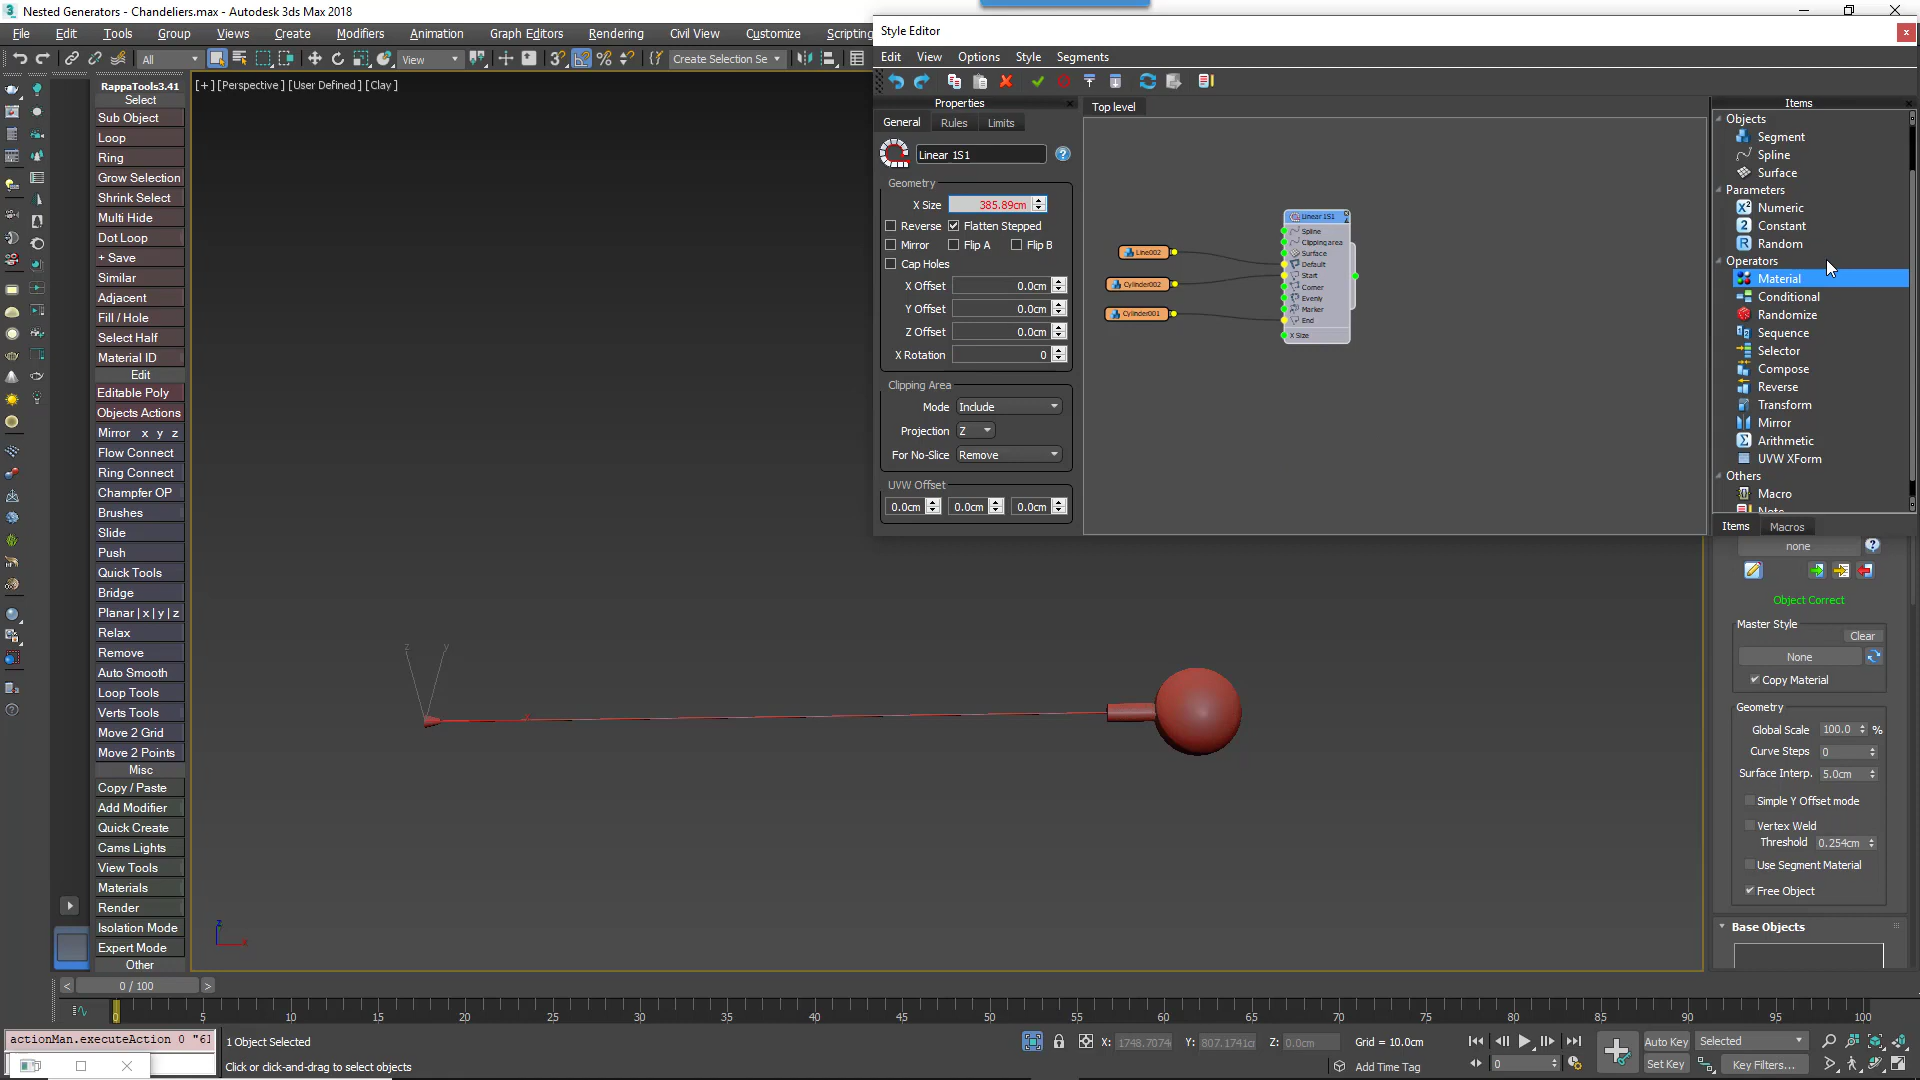 Nested Generators - Chandeliers.max - Autodesk 3ds Max 2018
File Edit Tools Group Views Create Modifiers Animation Graph Editors Rendering Civil View Customize Scripting
All View Create Selection Se
[+] [Perspective] [User Defined] [Clay]
RappaTools3.41
Select
Sub Object
Loop
Ring
Grow Selection
Shrink Select
Multi Hide
Dot Loop
+ Save
Similar
Adjacent
Fill / Hole
Select Half
Material ID
Edit
Editable Poly
Objects Actions
Mirror x y z
Flow Connect
Ring Connect
Champfer OP
Brushes
Slide
Push
Quick Tools
Bridge
Planar | x | y | z
Relax
Remove
Auto Smooth
Loop Tools
Verts Tools
Move 2 Grid
Move 2 Points
Misc
Copy / Paste
Add Modifier
Quick Create
Cams Lights
View Tools
Materials
Render
Isolation Mode
Expert Mode
Other
Style Editor
Edit View Options Style Segments
Properties
General Rules Limits
Linear 1S1
Geometry
X Size 385.89cm
Reverse Flatten Stepped
Mirror Flip A Flip B
Cap Holes
X Offset 0.0cm
Y Offset 0.0cm
Z Offset 0.0cm
X Rotation 0
Clipping Area
Mode Include
Projection Z
For No-Slice Remove
UVW Offset
0.0cm 0.0cm 0.0cm
Top level
Line002
Cylinder002
Cylinder001
Linear 1S1
Spline
Clipping area
Surface
Default
Start
Corner
Evenly
Marker
End
X Size
Items
Objects
Segment
Spline
Surface
Parameters
Numeric
Constant
Random
Operators
Material
Conditional
Randomize
Sequence
Selector
Compose
Reverse
Transform
Mirror
Arithmetic
UVW XForm
Others
Macro
Note
Items Macros
none
Object Correct
Master Style
Clear
None
Copy Material
Geometry
Global Scale 100.0 %
Curve Steps 0
Surface Interp. 5.0cm
Simple Y Offset mode
Vertex Weld
Threshold 0.254cm
Use Segment Material
Free Object
Base Objects
z y
x
z
x
< 0 / 100 >
0 5 10 15 20 25 30 35 40 45 50 55 60 65 70 75 80 85 90 95 100
actionMan.executeAction 0 "61
1 Object Selected
Click or click-and-drag to select objects
X: 1748.7074 Y: 807.1741c Z: 0.0cm Grid = 10.0cm
Add Time Tag
0
Auto Key Selected
Set Key Key Filters...